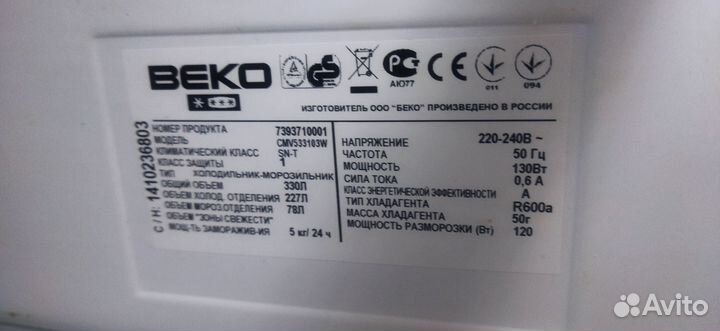 BEKO
АЮ77
011
094
ИЗГОТОВИТЕЛЬ ООО "БЕКО" ПРОИЗВЕДЕНО В РОССИИ
С / Н: 1410236803
НОМЕР ПРОДУКТА 7393710001
МОДЕЛЬ CMV533103W
КЛИМАТИЧЕСКИЙ КЛАСС SN-T
КЛАСС ЗАЩИТЫ 1
ТИП ХОЛОДИЛЬНИК-МОРОЗИЛЬНИК
ОБЩИЙ ОБЪЕМ 330Л
ОБЪЕМ ХОЛОД. ОТДЕЛЕНИЯ 227Л
ОБЪЕМ МОРОЗ.ОТДЕЛЕНИЯ 78Л
ОБЪЕМ "ЗОНЫ СВЕЖЕСТИ"
МОЩ-ТЬ ЗАМОРАЖИВ-ИЯ 5 кг/ 24 ч
НАПРЯЖЕНИЕ 220-240В ~
ЧАСТОТА 50 Гц
МОЩНОСТЬ 130Вт
СИЛА ТОКА 0,6 А
КЛАСС ЭНЕРГЕТИЧЕСКОЙ ЭФФЕКТИВНОСТИ А
ТИП ХЛАДАГЕНТА R600a
МАССА ХЛАДАГЕНТА 50г
МОЩНОСТЬ РАЗМОРОЗКИ (Вт) 120
Avito